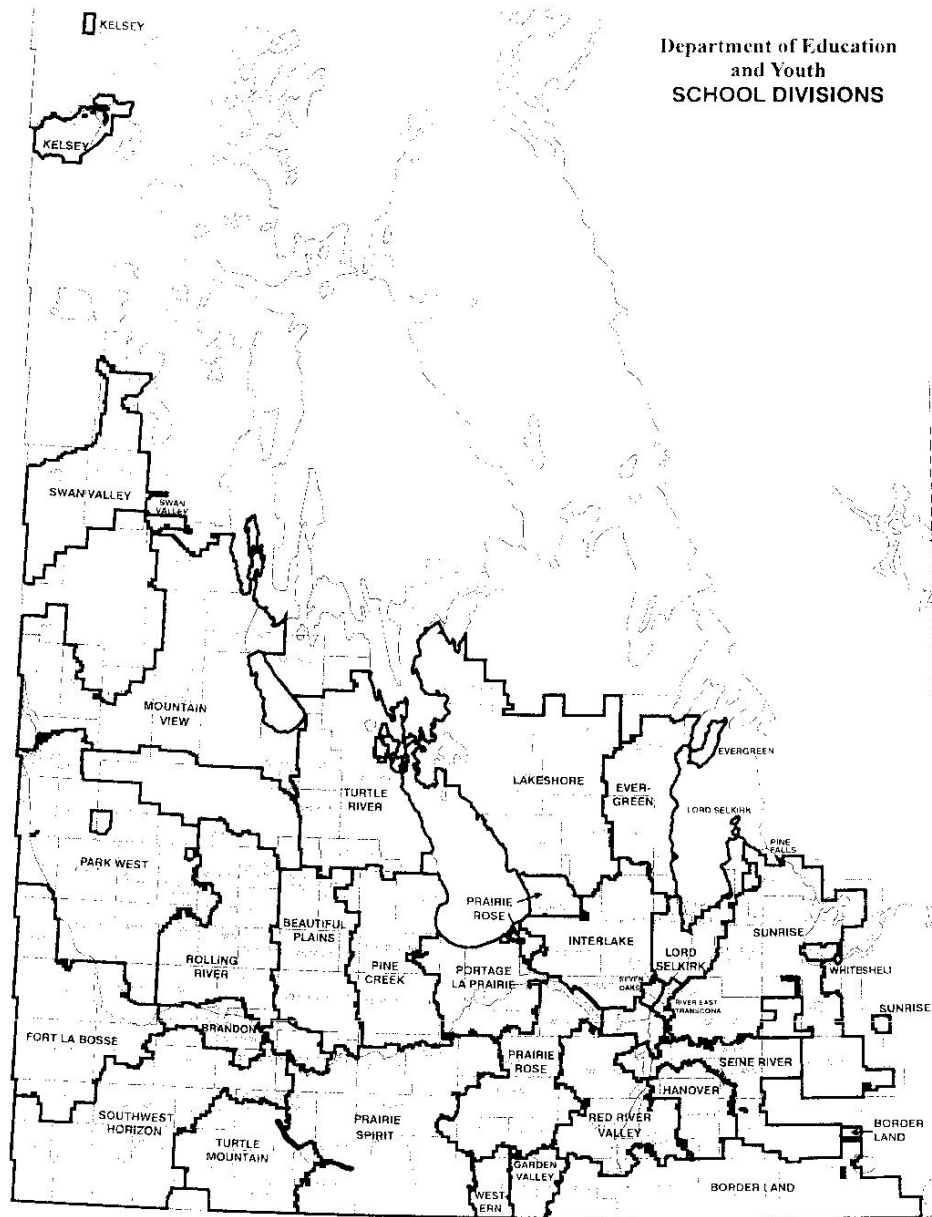 KELSEY
Department of Education
and Youth
SCHOOL DIVISIONS
KELSEY
SWAN VALLEY
SWAN
VALLEY
MOUNTAIN
VIEW
EVERGREEN
TURTLE
RIVER
LAKESHORE
EVER-
GREEN
LORD SELKIRK
PINE
FALLS
PARK WEST
PRAIRIE
ROSE
BEAUTIFUL
PLAINS
SUNRISE
INTERLAKE
ROLLING
RIVER
PINE
CREEK
PORTAGE
LA PRAIRIE
LORD
SELKIRK
WHITESHELL
SEVEN
OAKS
RIVER EAST
TRANSCONA
SUNRISE
BRANDON
FORT LA BOSSE
PRAIRIE
ROSE
SEINE RIVER
HANOVER
SOUTHWEST
HORIZON
PRAIRIE
SPIRIT
RED RIVER
VALLEY
BORDER
LAND
TURTLE
MOUNTAIN
GARDEN
VALLEY
WEST
ERN
BORDER LAND